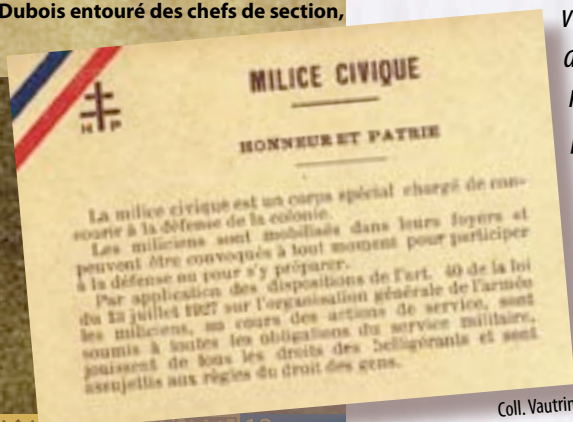 Dubois entouré des chefs de section,
MILICE CIVIQUE
H P
HONNEUR ET PATRIE
La milice civique est un corps spécial chargé de con-
courir à la défense de la colonie.
Les miliciens sont mobilisés dans leurs foyers et
peuvent être convoqués à tout moment pour participer
à la défense ou pour s'y préparer.
Par application des dispositions de l'art. 40 de la loi
du 13 juillet 1927 sur l'organisation générale de l'armée
les miliciens, au cours des actions de service, sont
soumis à toutes les obligations du service militaire,
jouissent de tous les droits des belligérants et sont
assujettis aux règles du droit des gens.
Coll. Vautrin